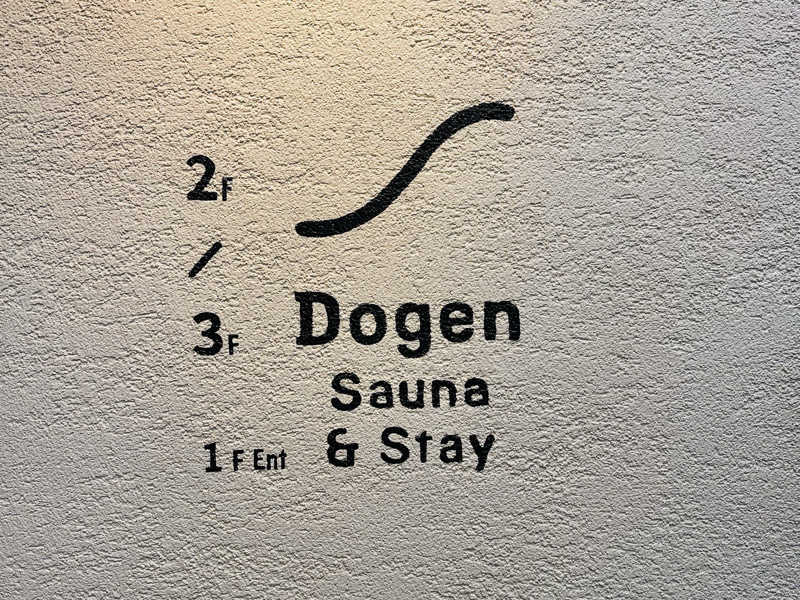 2F
/
3F
Dogen
Sauna
& Stay
1F Ent